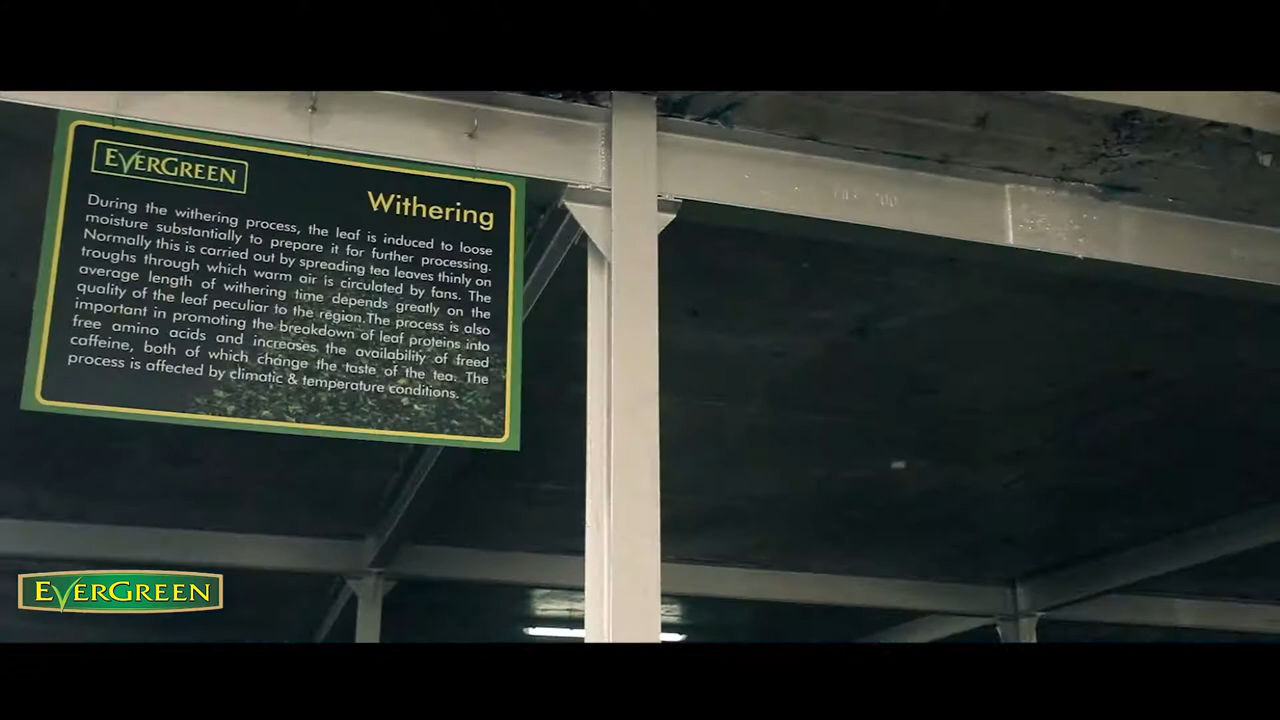 EVERGREEN
Withering
During the withering process, the leaf is induced to loose
moisture substantially to prepare it for further processing.
Normally this is carried out by spreading tea leaves thinly on
troughs through which warm air is circulated by fans. The
average length of withering time depends greatly on the
quality of the leaf peculiar to the region.The process is also
important in promoting the breakdown of leaf proteins into
free amino acids and increases the availability of freed
caffeine, both of which change the taste of the tea. The
process is affected by climatic & temperature conditions.
EVERGREEN